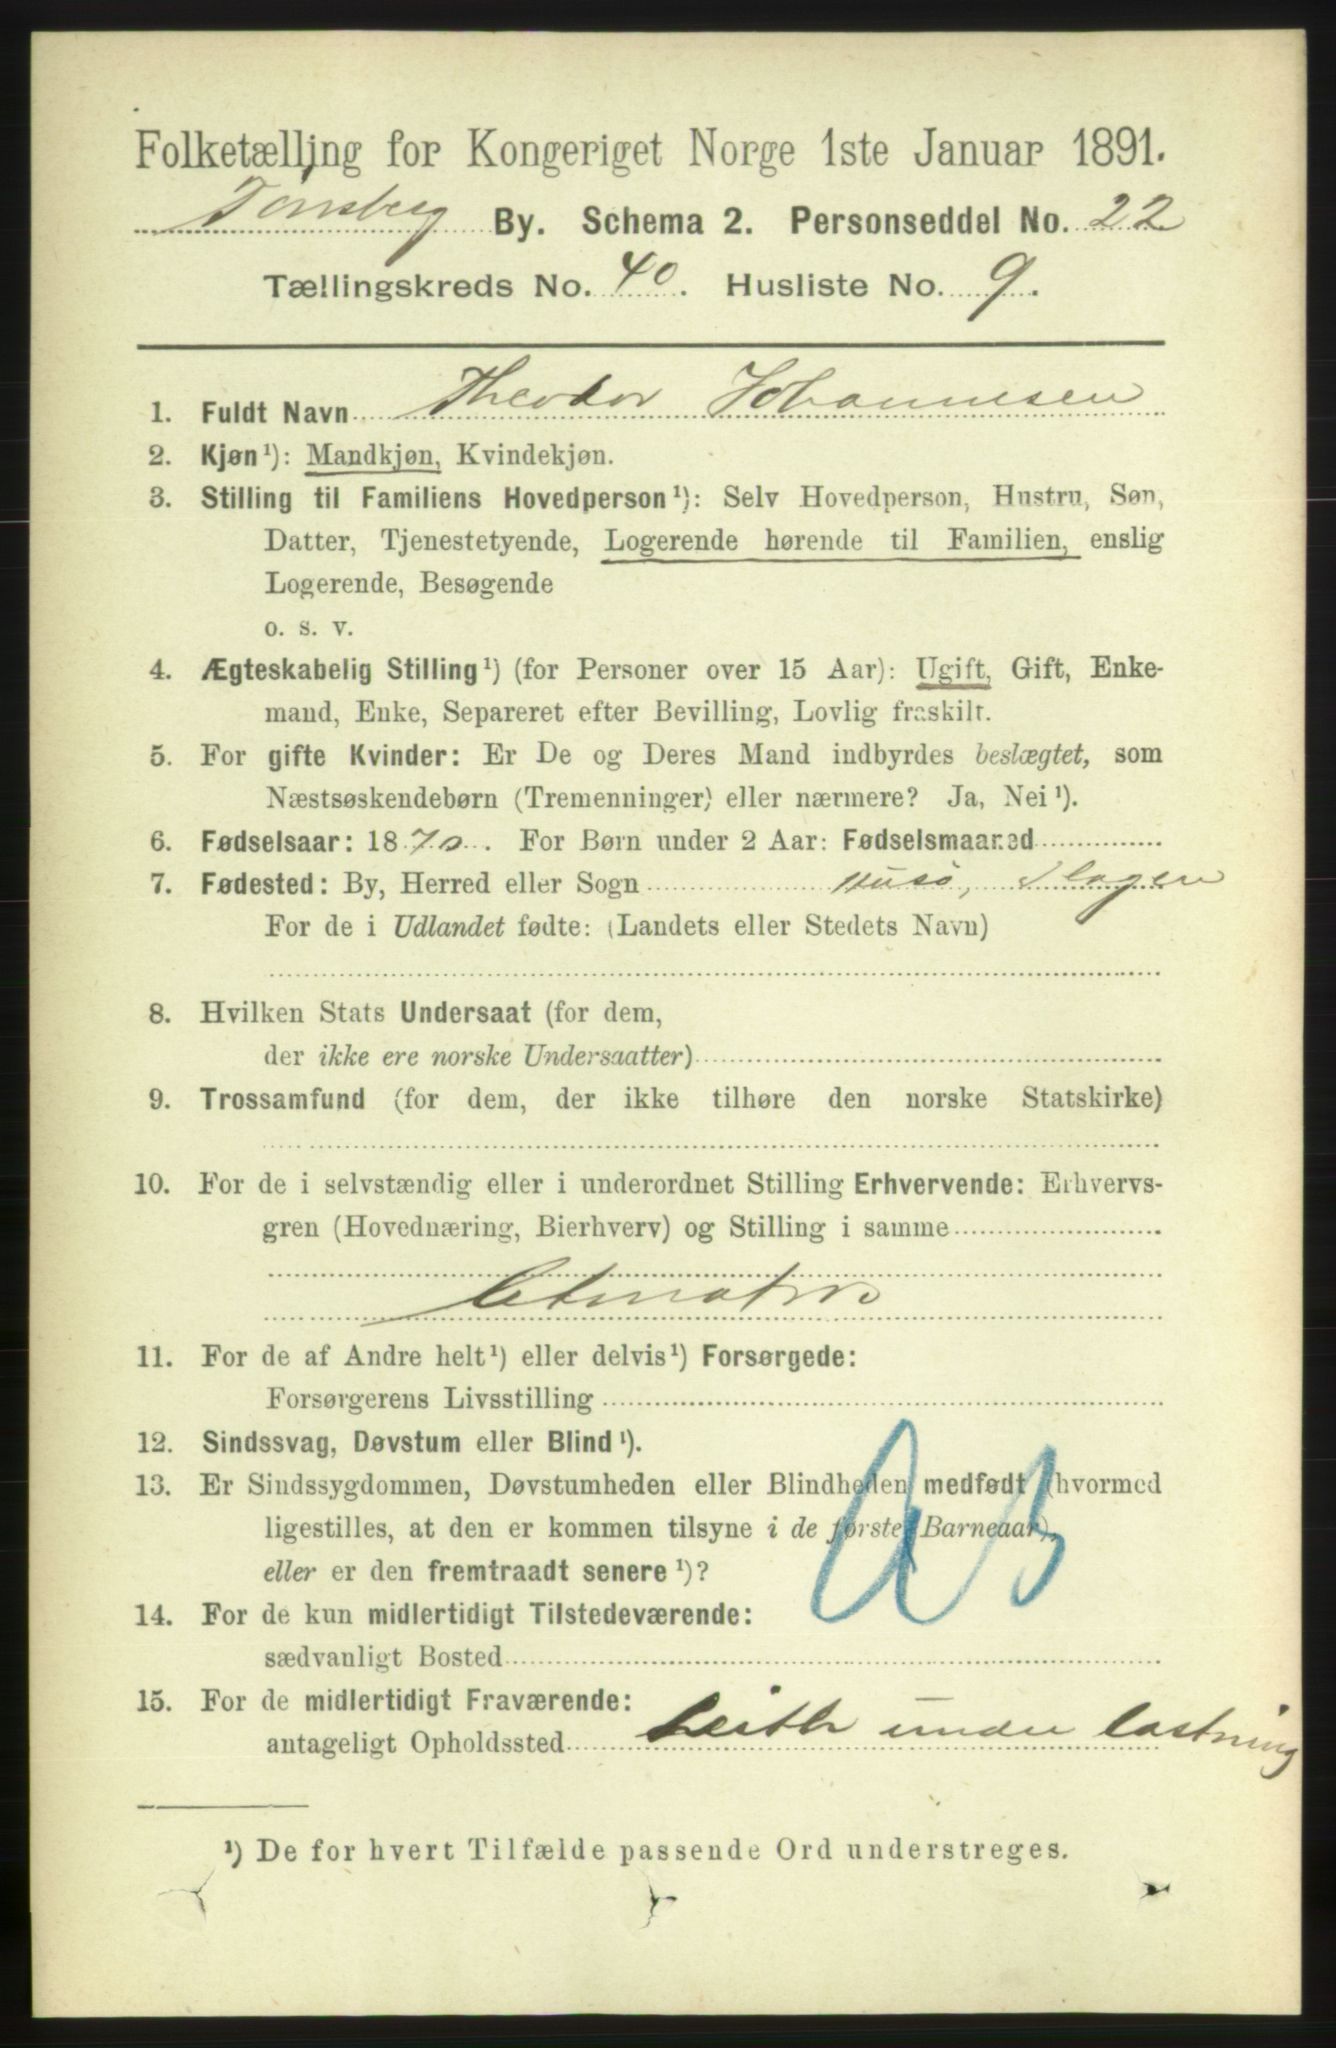 Folketælling for Kongeriget Norge 1ste Januar 1891.
Tönsberg By. Schema 2. Personseddel No. 22
Tællingskreds No. 40. Husliste No. 9.
1. Fuldt Navn Theodor Johannesen
2. Kjøn¹): Mandkjøn, Kvindekjøn.
3. Stilling til Familiens Hovedperson¹): Selv Hovedperson, Hustru, Søn,
Datter, Tjenestetyende, Logerende hørende til Familien, enslig
Logerende, Besøgende
o. s. v.
4. Ægteskabelig Stilling¹) (for Personer over 15 Aar): Ugift, Gift, Enke-
mand, Enke, Separeret efter Bevilling, Lovlig fraskilt.
5. For gifte Kvinder: Er De og Deres Mand indbyrdes beslægtet, som
Næstsøskendebørn (Tremenninger) eller nærmere? Ja, Nei¹).
6. Fødselsaar: 1870. For Børn under 2 Aar: Fødselsmaaned
7. Fødested: By, Herred eller Sogn Husö, Slagen
For de i Udlandet fødte: (Landets eller Stedets Navn)
8. Hvilken Stats Undersaat (for dem,
der ikke ere norske Undersaatter)
9. Trossamfund (for dem, der ikke tilhøre den norske Statskirke)
10. For de i selvstændig eller i underordnet Stilling Erhvervende: Erhvervs-
gren (Hovednæring, Bierhverv) og Stilling i samme
11. For de af Andre helt¹) eller delvis¹) Forsørgede:
Forsørgerens Livsstilling
12. Sindssvag, Døvstum eller Blind¹).
13. Er Sindssygdommen, Døvstumheden eller Blindheden medfødt (hvormed
ligestilles, at den er kommen tilsyne i de første Barneaar),
eller er den fremtraadt senere¹)?
14. For de kun midlertidigt Tilstedeværende:
sædvanligt Bosted
15. For de midlertidigt Fraværende:
antageligt Opholdssted Leith under lastning
¹) De for hvert Tilfælde passende Ord understreges.